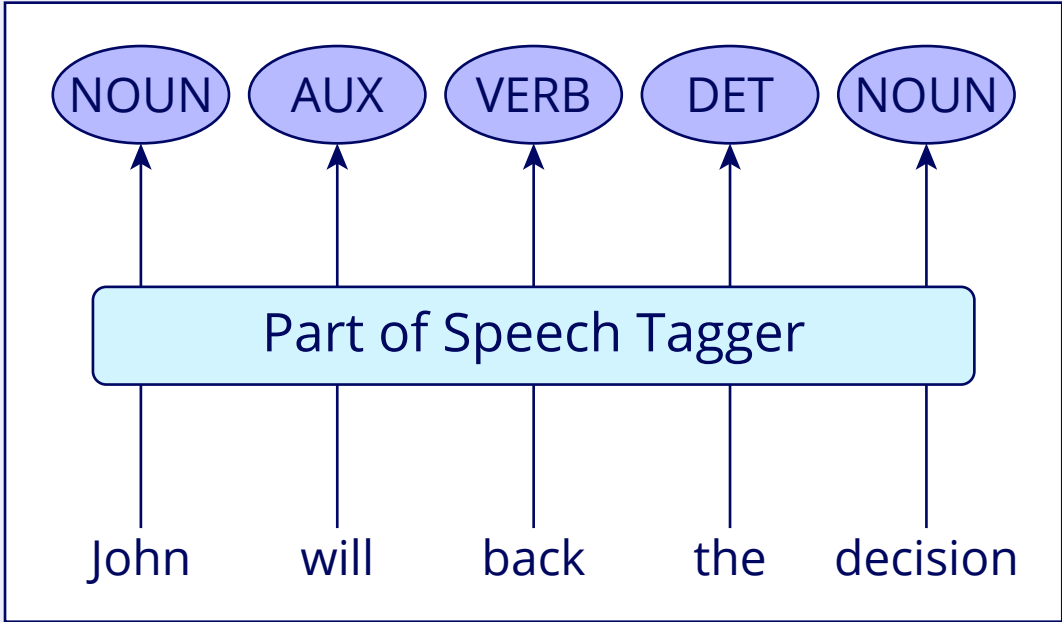 NOUN AUX VERB DET NOUN
Part of Speech Tagger
John will back the decision